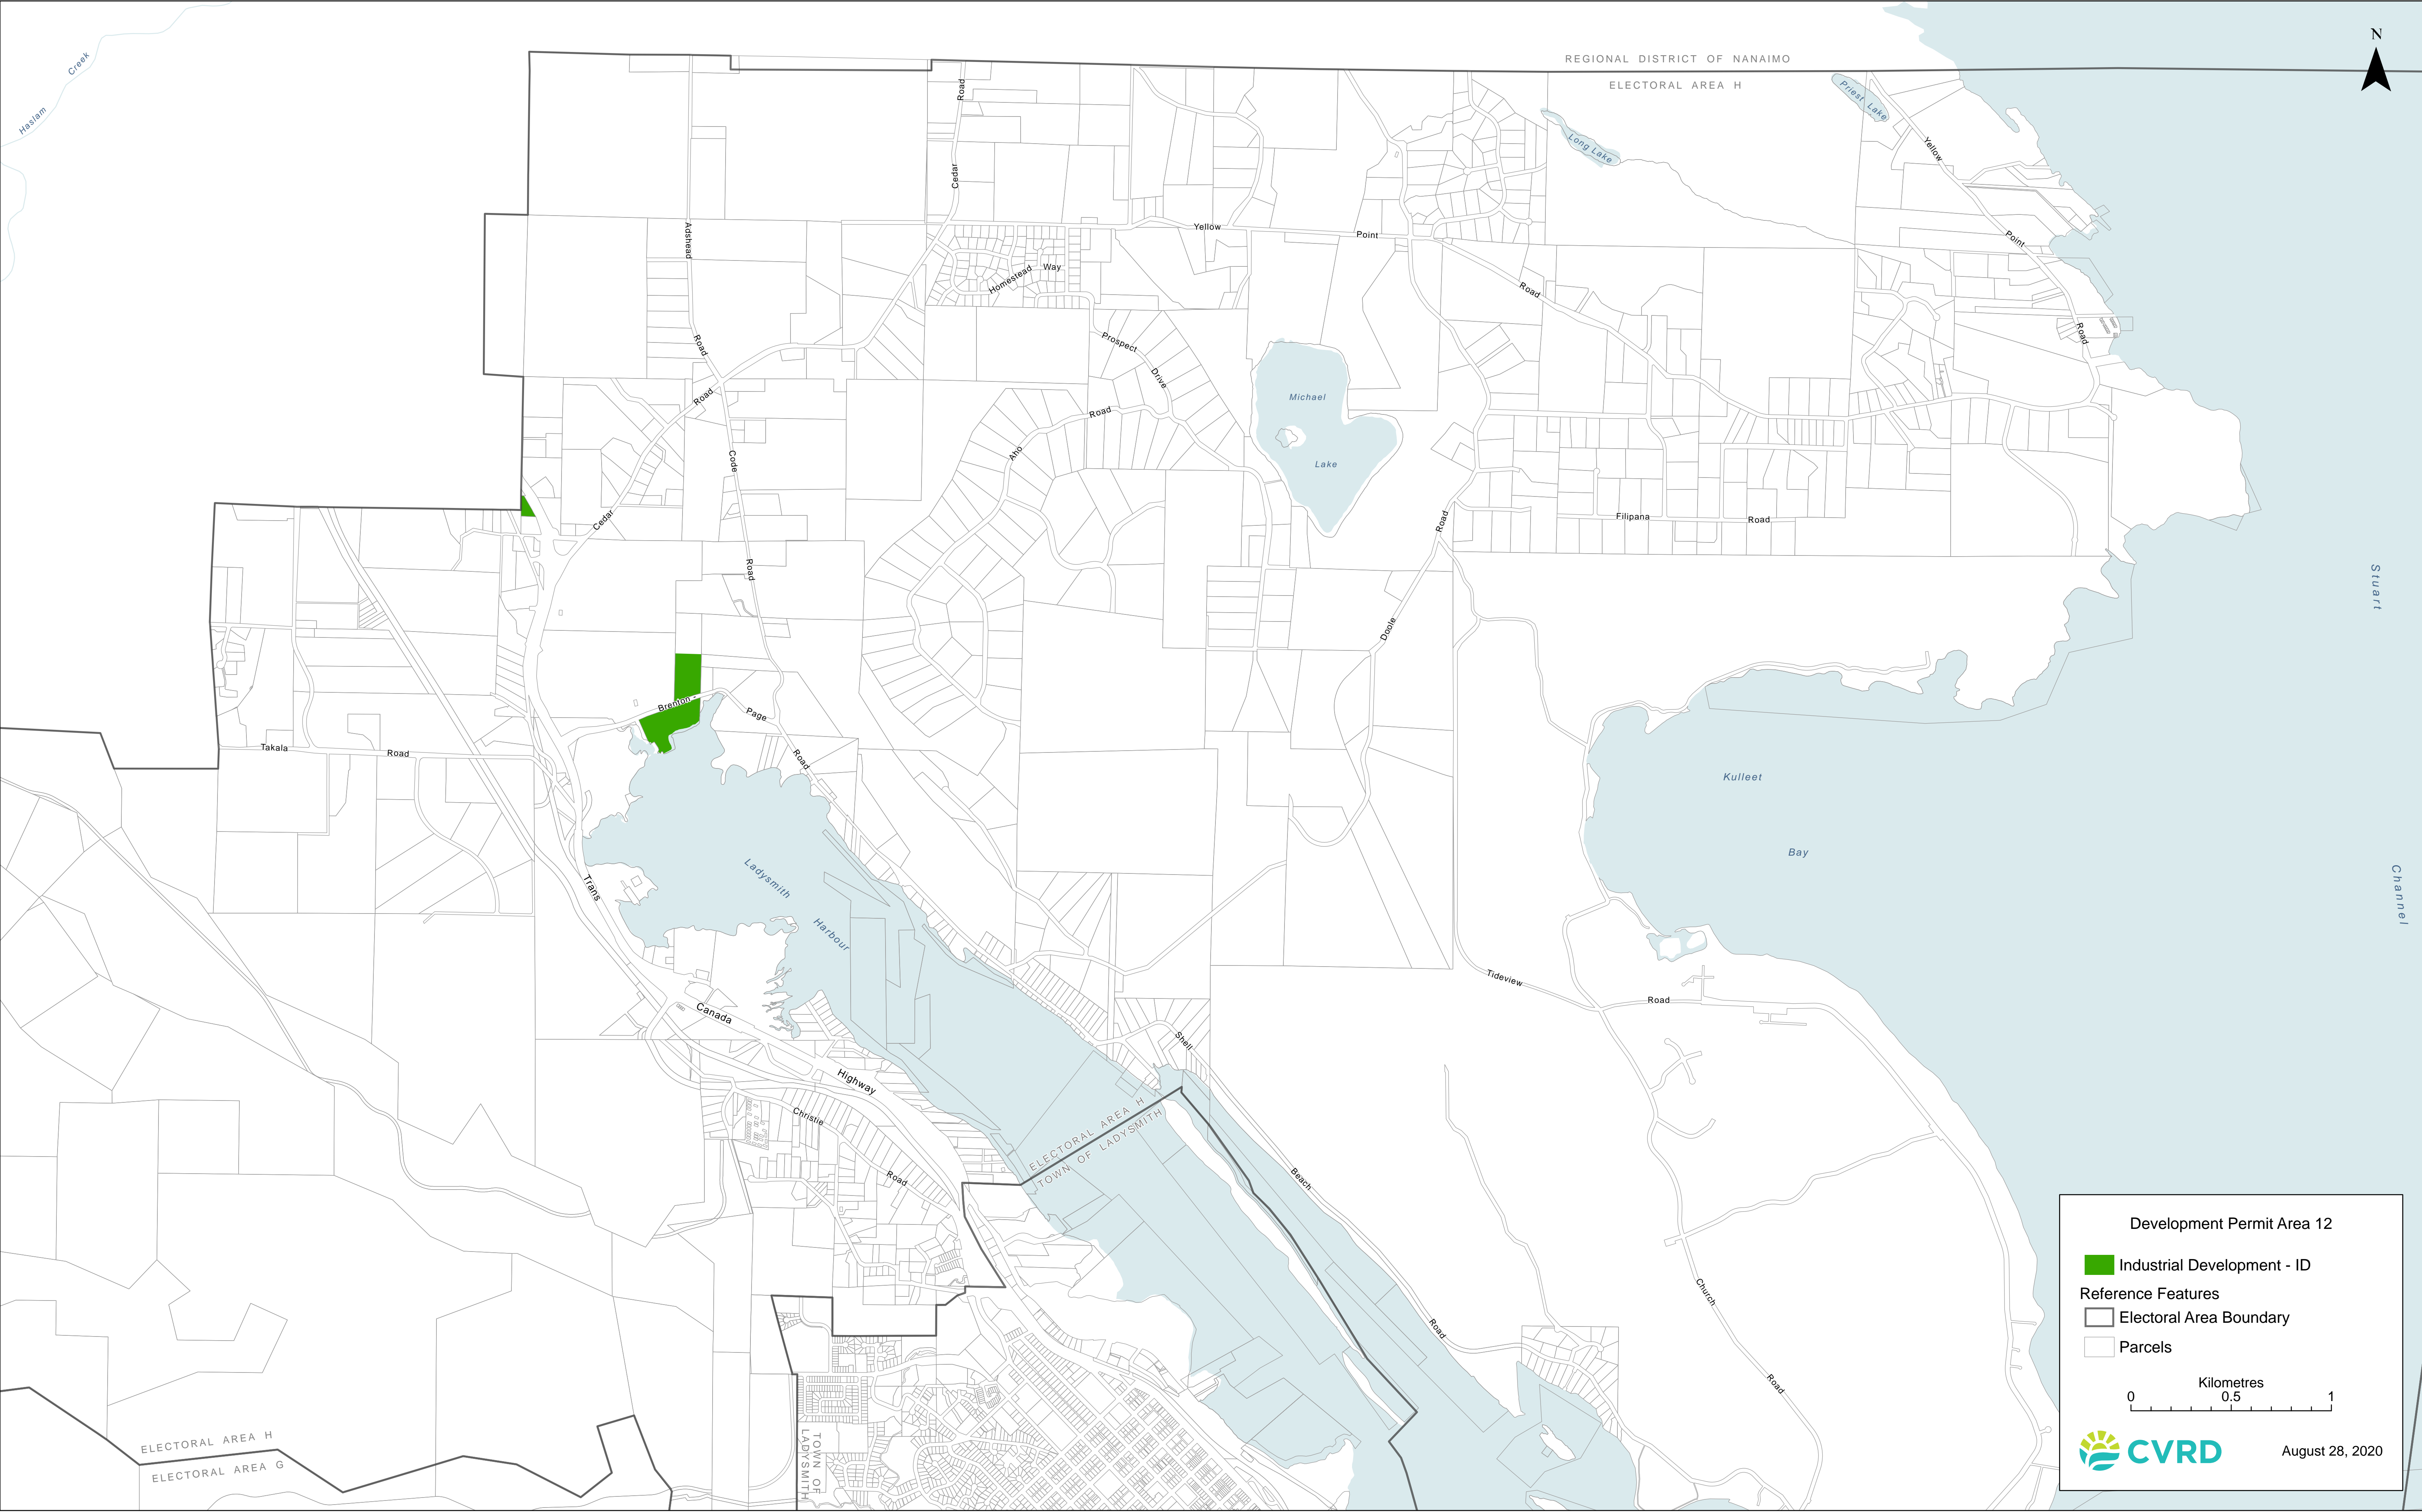 REGIONAL DISTRICT OF NANAIMO
ELECTORAL AREA H
N
Haslam Creek
Priest Lake
Long Lake
Yellow
Point
Road
Cedar Road
Adshead
Road
Yellow Point
Road
Homestead Way
Prospect
Drive
Aho Road
Michael
Lake
Cedar
Road
Code
Road
Filipana Road
Doole Road
Stuart
Channel
Brenton -
Page
Road
Takala Road
Kulleet
Bay
Ladysmith
Harbour
Trans
Canada
Highway
Tideview
Road
Shell
Beach
Road
Christie
Road
ELECTORAL AREA H
TOWN OF LADYSMITH
Church
Road
ELECTORAL AREA H
ELECTORAL AREA G
TOWN OF
LADYSMITH
Development Permit Area 12
Industrial Development - ID
Reference Features
Electoral Area Boundary
Parcels
Kilometres
0 0.5 1
CVRD
August 28, 2020